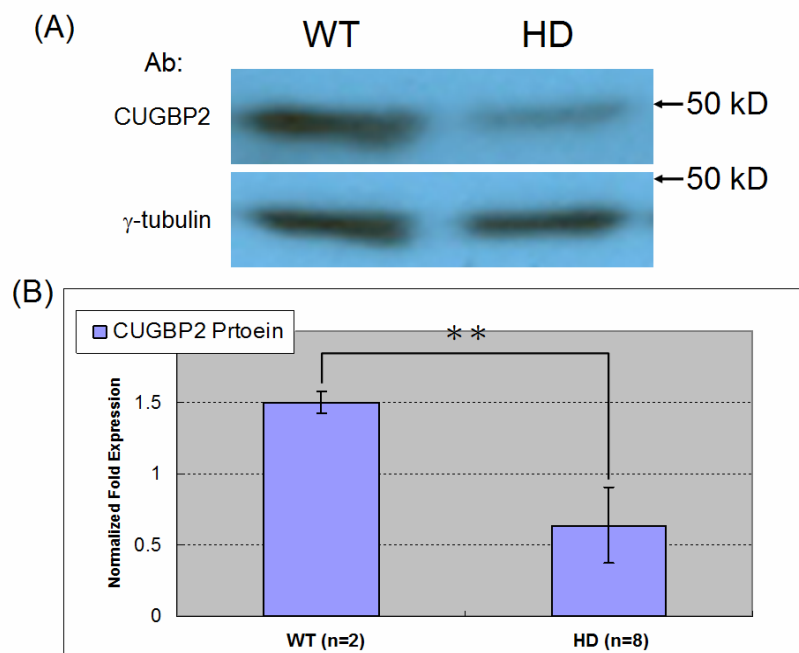 (A)
WT HD
Ab:
CUGBP2
50 kD
50 kD
γ-tubulin
(B)
CUGBP2 Prtoein
**
Normalized Fold Expression
1.5
1
0.5
0
WT (n=2) HD (n=8)